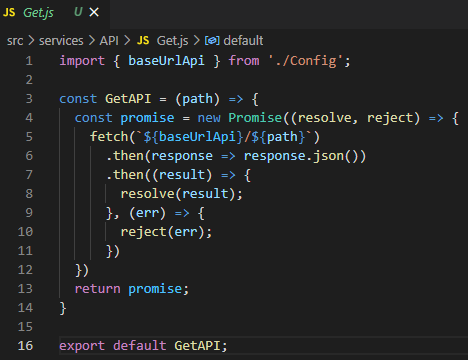 JS Get.js U ×
src > services > API > JS Get.js > default
1 import { baseUrlApi } from './Config';
2
3 const GetAPI = (path) => {
4   const promise = new Promise((resolve, reject) => {
5     fetch(`${baseUrlApi}/${path}`)
6       .then(response => response.json())
7       .then((result) => {
8         resolve(result);
9       }, (err) => {
10         reject(err);
11       })
12   })
13   return promise;
14 }
15
16 export default GetAPI;